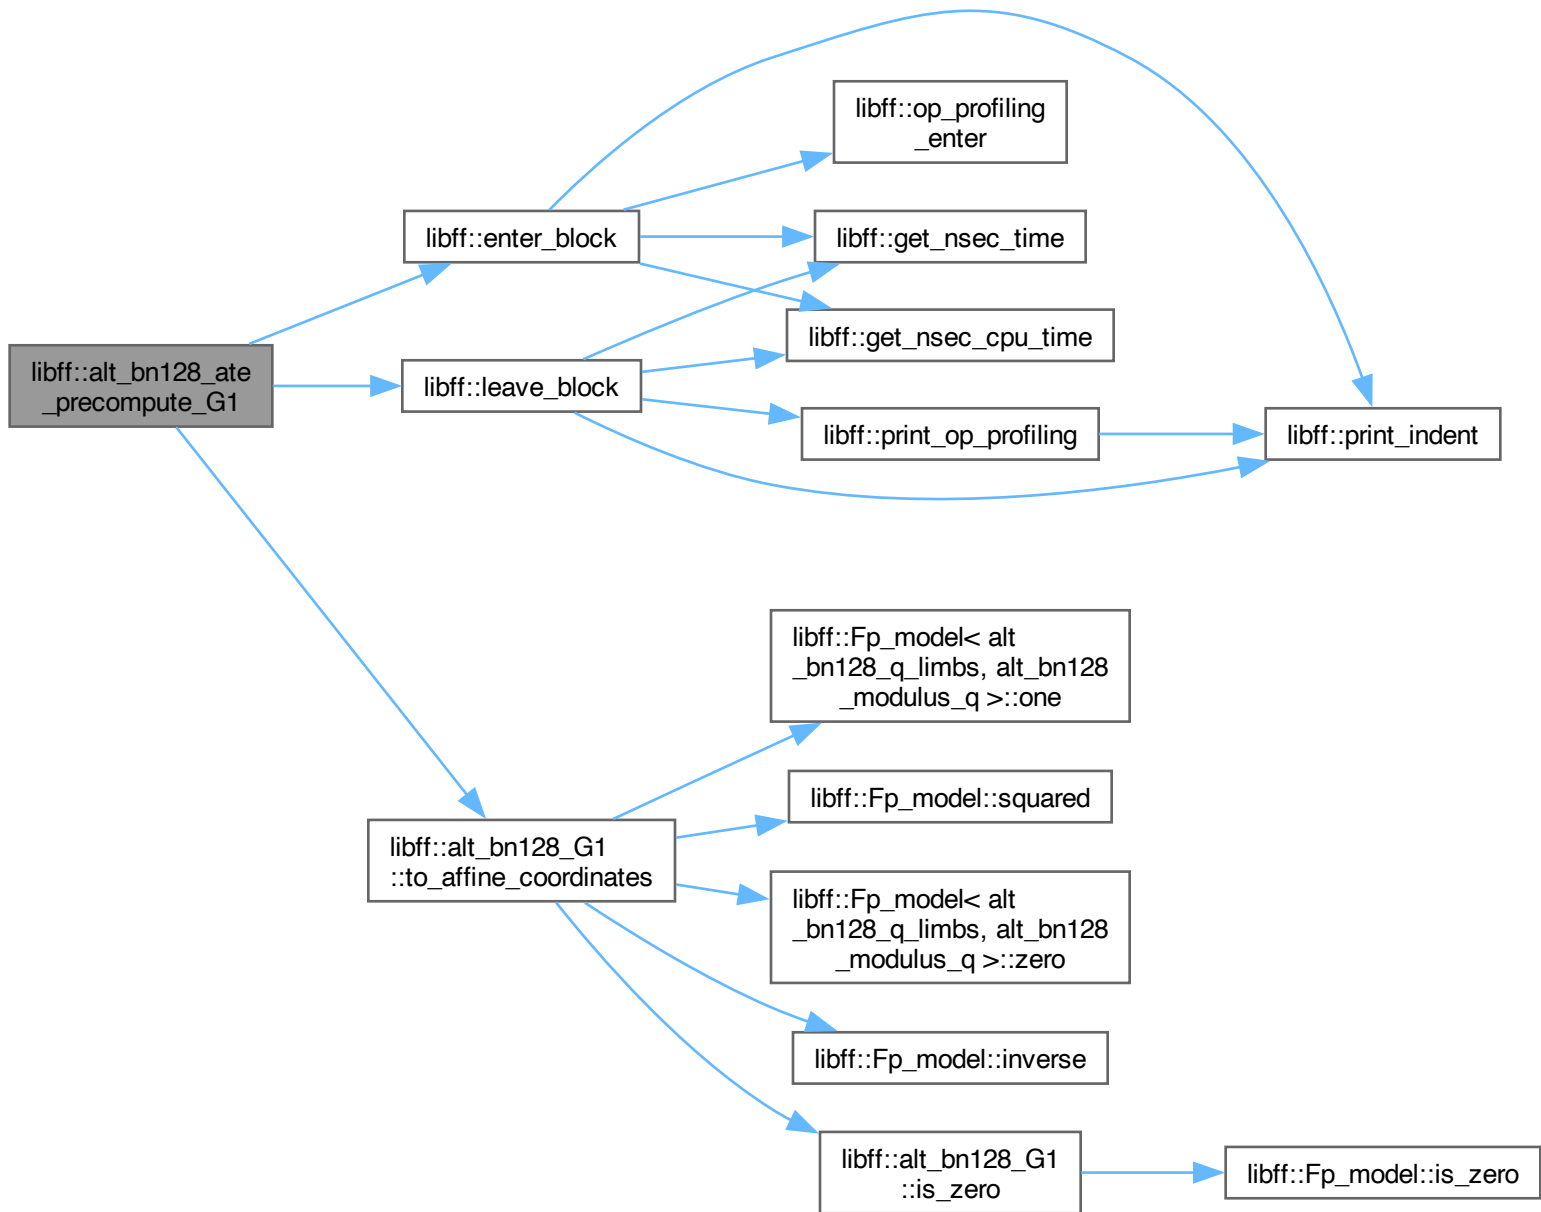 libff::op_profiling
_enter
libff::enter_block
libff::get_nsec_time
libff::get_nsec_cpu_time
libff::alt_bn128_ate
_precompute_G1
libff::leave_block
libff::print_op_profiling
libff::print_indent
libff::Fp_model< alt
_bn128_q_limbs, alt_bn128
_modulus_q >::one
libff::Fp_model::squared
libff::alt_bn128_G1
::to_affine_coordinates
libff::Fp_model< alt
_bn128_q_limbs, alt_bn128
_modulus_q >::zero
libff::Fp_model::inverse
libff::alt_bn128_G1
::is_zero
libff::Fp_model::is_zero